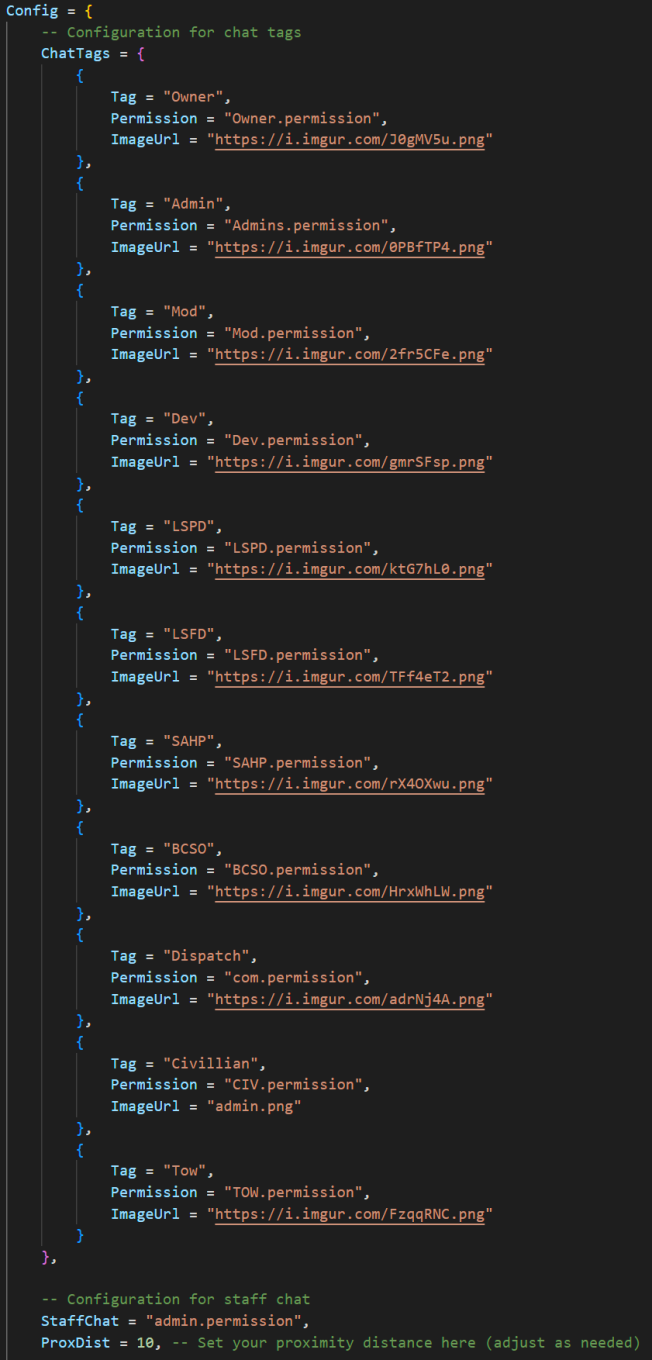 Config = {
-- Configuration for chat tags
ChatTags = {
{
Tag = "Owner",
Permission = "Owner.permission",
ImageUrl = "https://i.imgur.com/J0gMV5u.png"
},
{
Tag = "Admin",
Permission = "Admins.permission",
ImageUrl = "https://i.imgur.com/0PBfTP4.png"
},
{
Tag = "Mod",
Permission = "Mod.permission",
ImageUrl = "https://i.imgur.com/2fr5CFe.png"
},
{
Tag = "Dev",
Permission = "Dev.permission",
ImageUrl = "https://i.imgur.com/gmrSFsp.png"
},
{
Tag = "LSPD",
Permission = "LSPD.permission",
ImageUrl = "https://i.imgur.com/ktG7hL0.png"
},
{
Tag = "LSFD",
Permission = "LSFD.permission",
ImageUrl = "https://i.imgur.com/TFf4eT2.png"
},
{
Tag = "SAHP",
Permission = "SAHP.permission",
ImageUrl = "https://i.imgur.com/rX4OXwu.png"
},
{
Tag = "BCSO",
Permission = "BCSO.permission",
ImageUrl = "https://i.imgur.com/HrxWhLW.png"
},
{
Tag = "Dispatch",
Permission = "com.permission",
ImageUrl = "https://i.imgur.com/adrNj4A.png"
},
{
Tag = "Civillian",
Permission = "CIV.permission",
ImageUrl = "admin.png"
},
{
Tag = "Tow",
Permission = "TOW.permission",
ImageUrl = "https://i.imgur.com/FzqqRNC.png"
}
},
-- Configuration for staff chat
StaffChat = "admin.permission",
ProxDist = 10, -- Set your proximity distance here (adjust as needed)